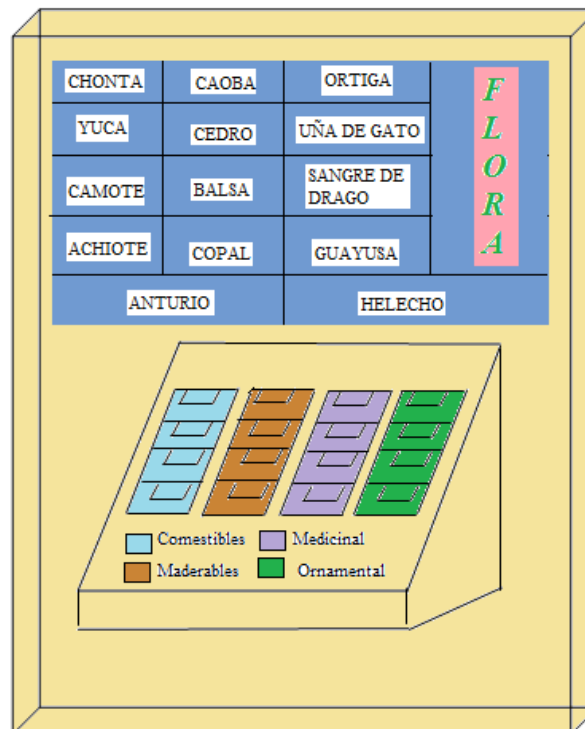 CHONTA
CAOBA
ORTIGA
FLORA
YUCA
CEDRO
UÑA DE GATO
CAMOTE
BALSA
SANGRE DE
DRAGO
ACHIOTE
COPAL
GUAYUSA
ANTURIO
HELECHO
Comestibles
Medicinal
Maderables
Ornamental